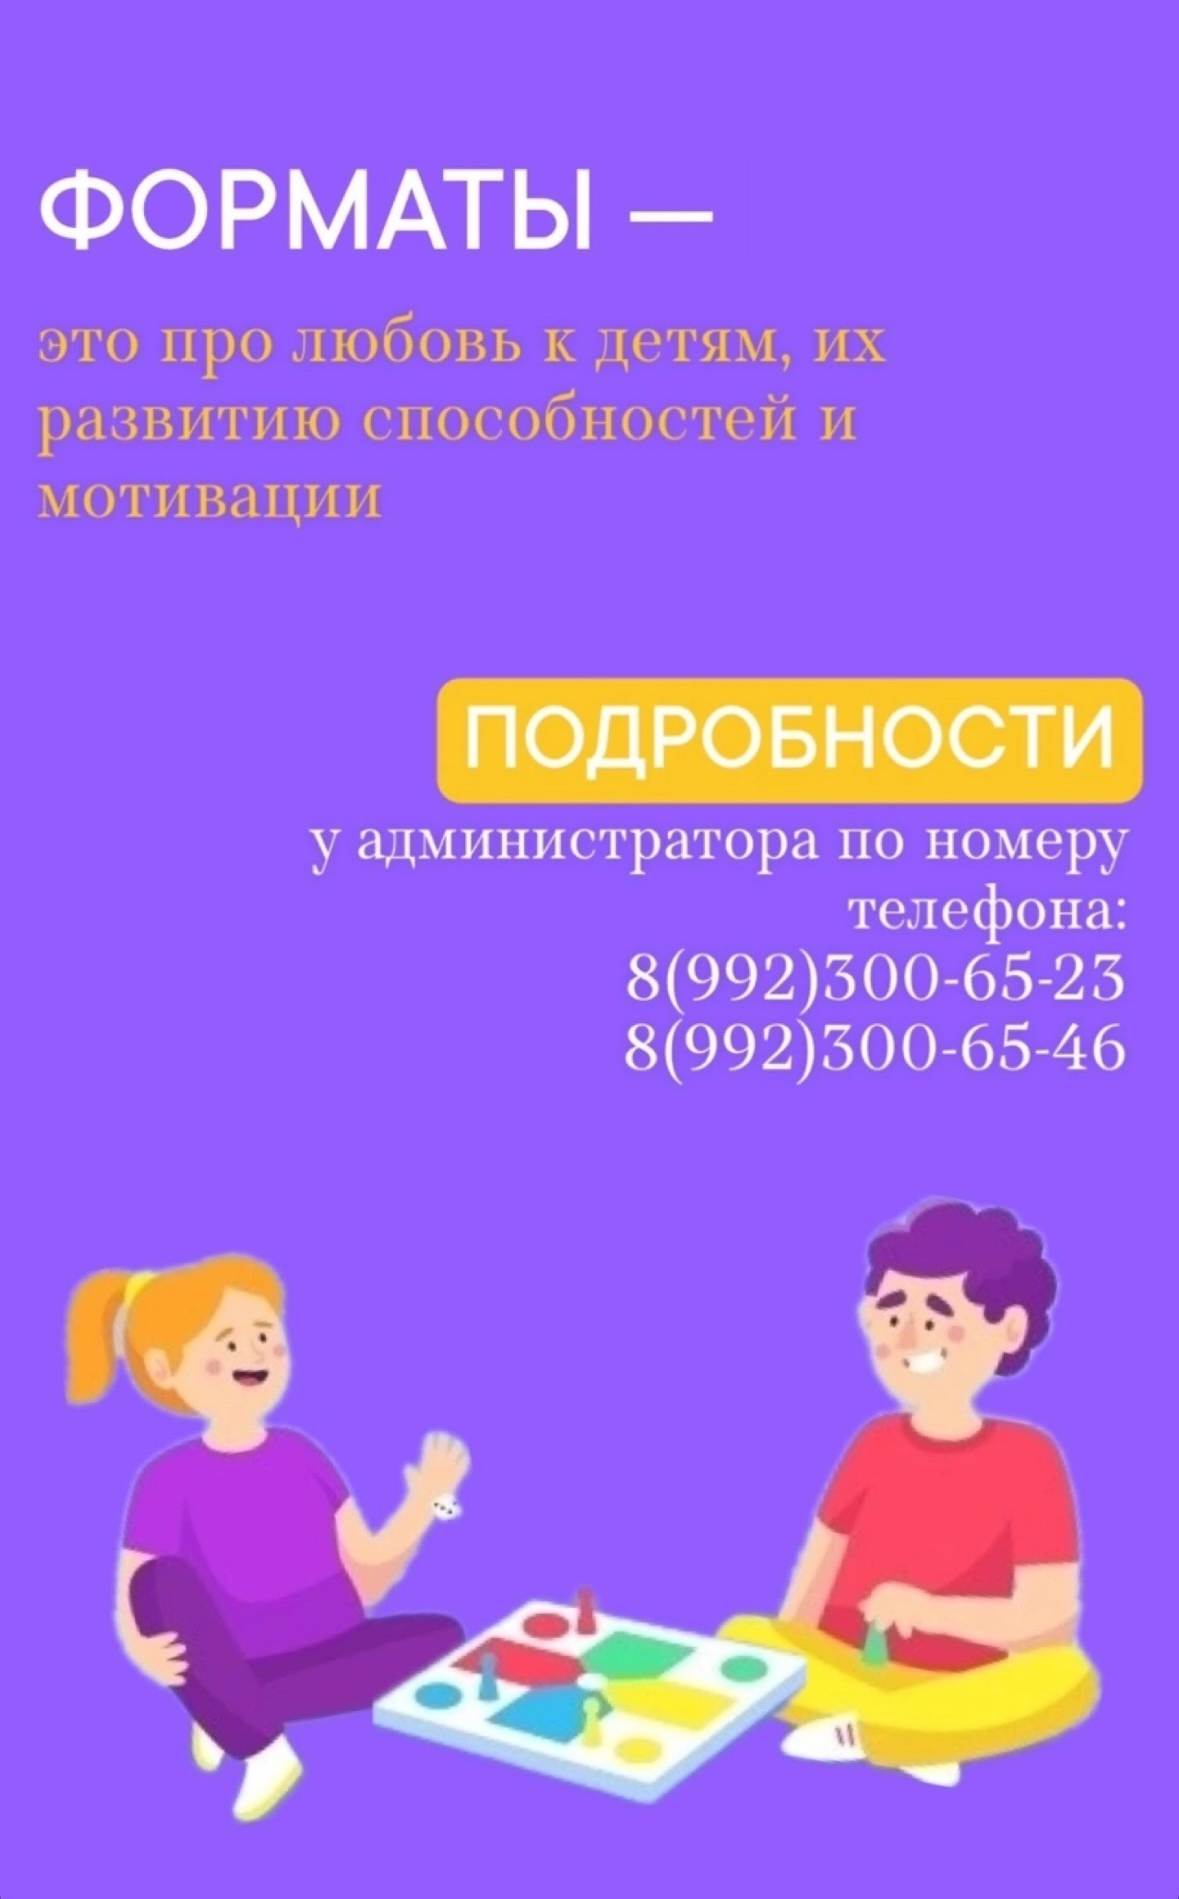 ФОРМАТЫ —
это про любовь к детям, их
развитию способностей и
мотивации
ПОДРОБНОСТИ
у администратора по номеру
телефона:
8(992)300-65-23
8(992)300-65-46